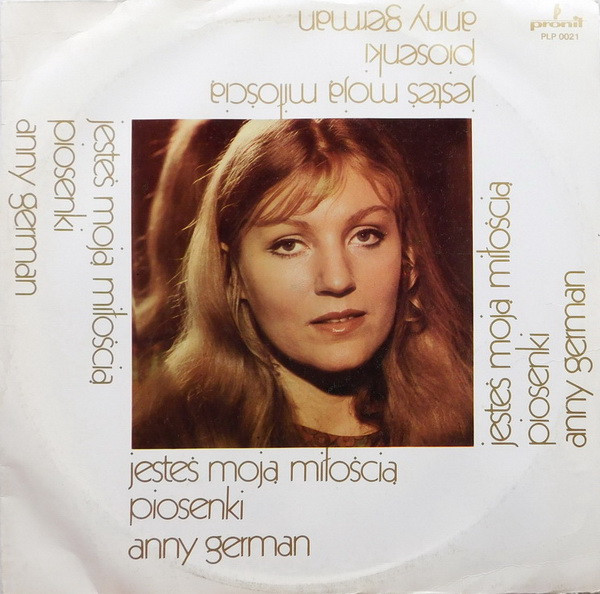 pronit
PLP 0021
jesteś moją miłością
piosenki
anny german
jesteś moją miłością
piosenki
anny german
jesteś moją miłością
piosenki
anny german
jesteś moją miłością
piosenki
anny german